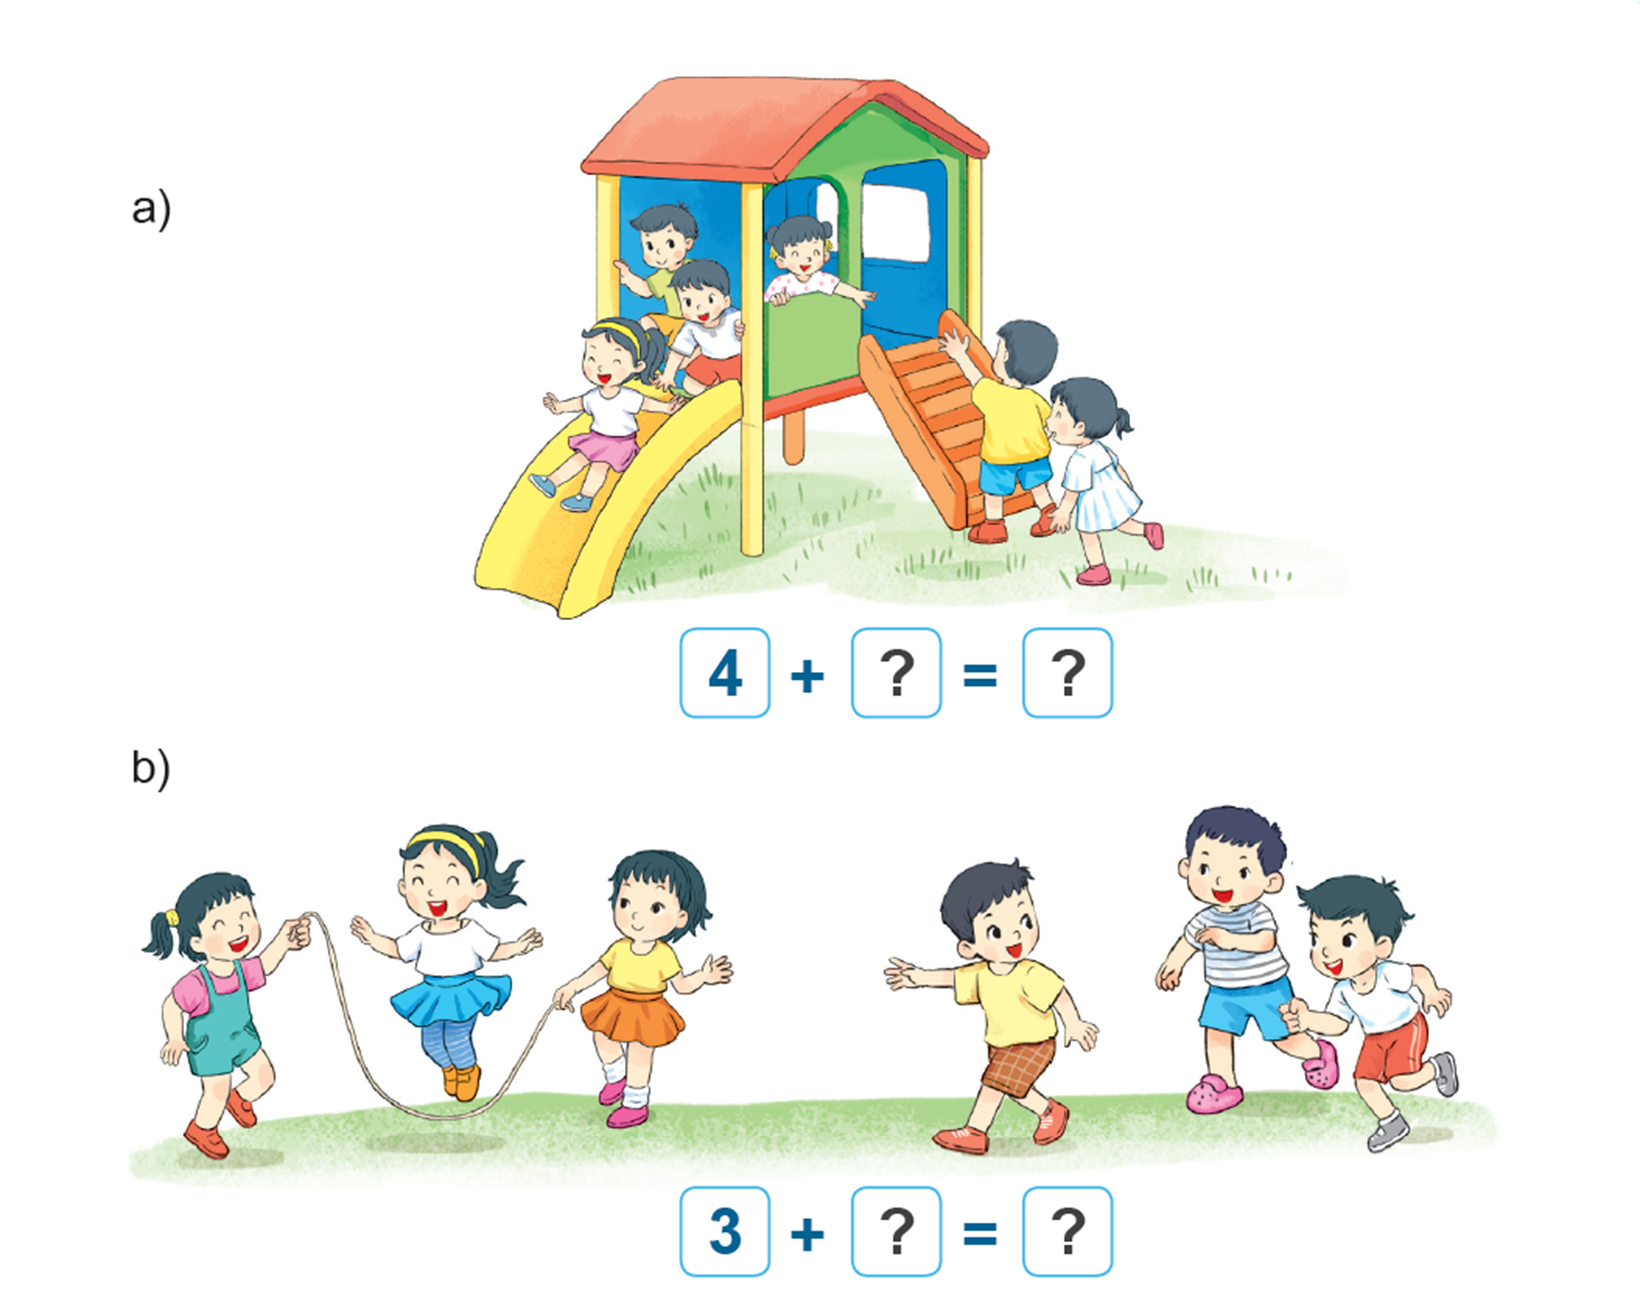 a)
4 + ? = ?
b)
3 + ? = ?